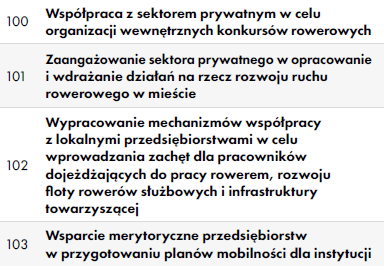 100 Współpraca z sektorem prywatnym w celu
organizacji wewnętrznych konkursów rowerowych
Zaangażowanie sektora prywatnego w opracowanie
101 i wdrażanie działań na rzecz rozwoju ruchu
rowerowego w mieście
Wypracowanie mechanizmów współpracy
z lokalnymi przedsiębiorstwami w celu
wprowadzania zachęt dla pracowników
102 dojeżdżających do pracy rowerem, rozwoju
floty rowerów służbowych i infrastruktury
towarzyszącej
103 Wsparcie merytoryczne przedsiębiorstw
w przygotowaniu planów mobilności dla instytucji